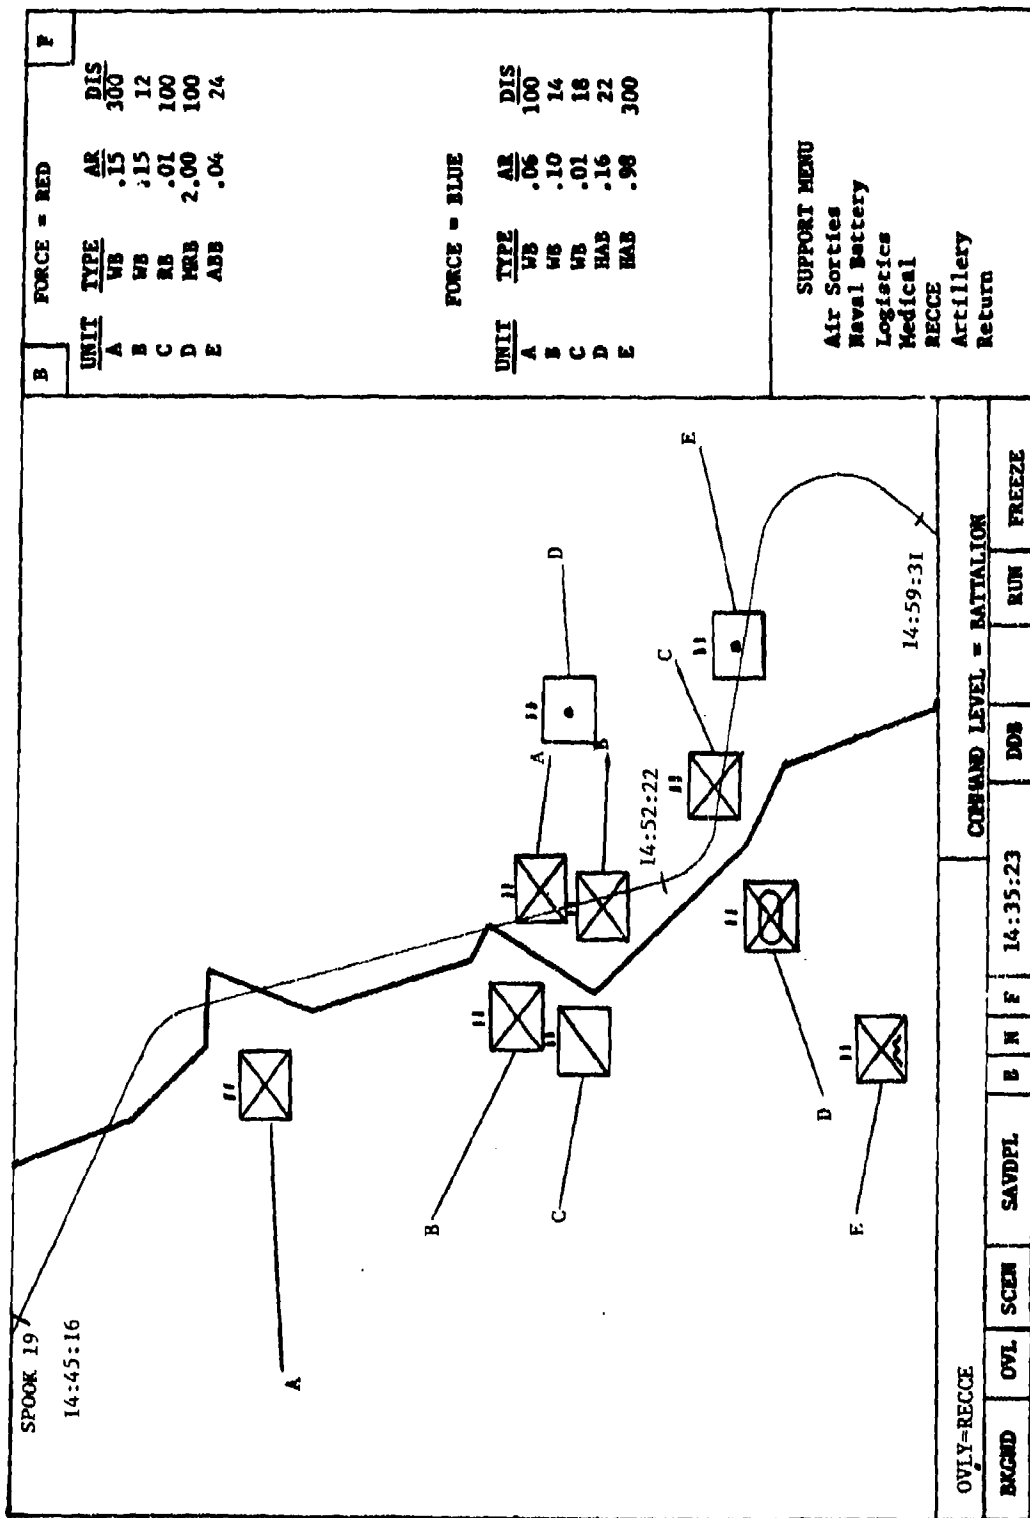 SPOOK 19
14:45:16
A
B
C
D
E
A
B
C
D
E
14:52:22
14:59:31
B FORCE = RED F
UNIT TYPE AR DIS
A WB .15 300
B WB .15 12
C RB .01 100
D MRB 2.00 100
E ABB .04 24
FORCE = BLUE
UNIT TYPE AR DIS
A WB .06 100
B WB .10 14
C WB .01 18
D HAB .16 22
E HAB .98 300
SUPPORT MENU
Air Sorties
Naval Battery
Logistics
Medical
RECCE
Artillery
Return
OVLY=RECCE COMMAND LEVEL = BATTALION
BKGND OVL SCEN SAVDPL E N F 14:35:23 DDB RUN FREEZE